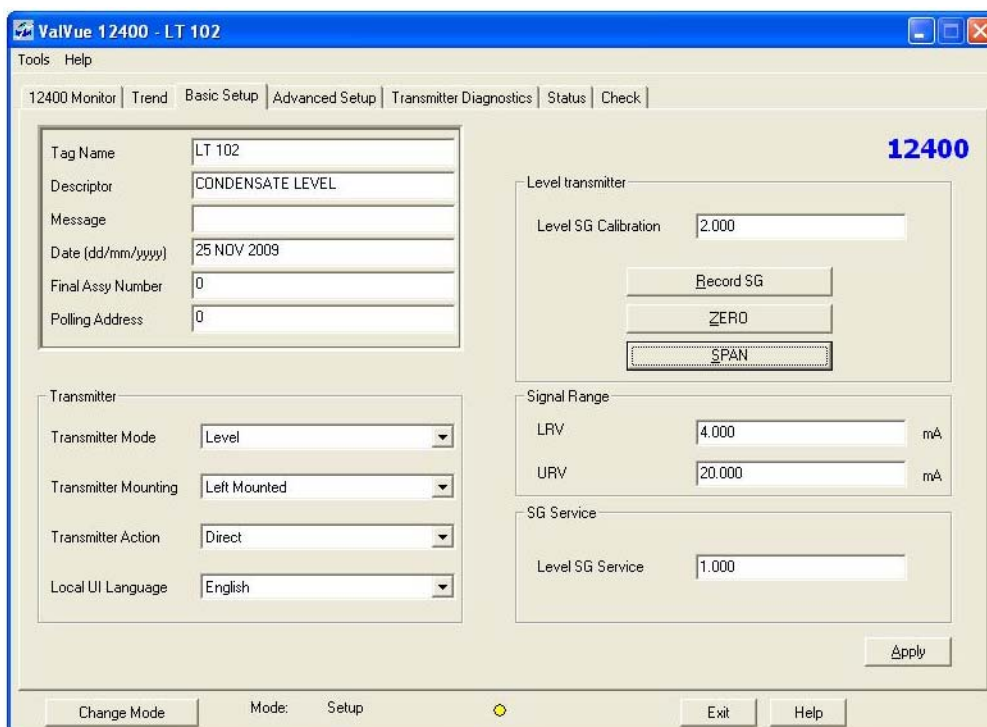 ValVue 12400 - LT 102
Tools Help
12400 Monitor Trend Basic Setup Advanced Setup Transmitter Diagnostics Status Check
Tag Name LT 102
Descriptor CONDENSATE LEVEL
Message
Date (dd/mm/yyyy) 25 NOV 2009
Final Assy Number 0
Polling Address 0
12400
Level transmitter
Level SG Calibration 2.000
Record SG
ZERO
SPAN
Transmitter
Transmitter Mode Level
Transmitter Mounting Left Mounted
Transmitter Action Direct
Local UI Language English
Signal Range
LRV 4.000 mA
URV 20.000 mA
SG Service
Level SG Service 1.000
Apply
Change Mode Mode: Setup Exit Help